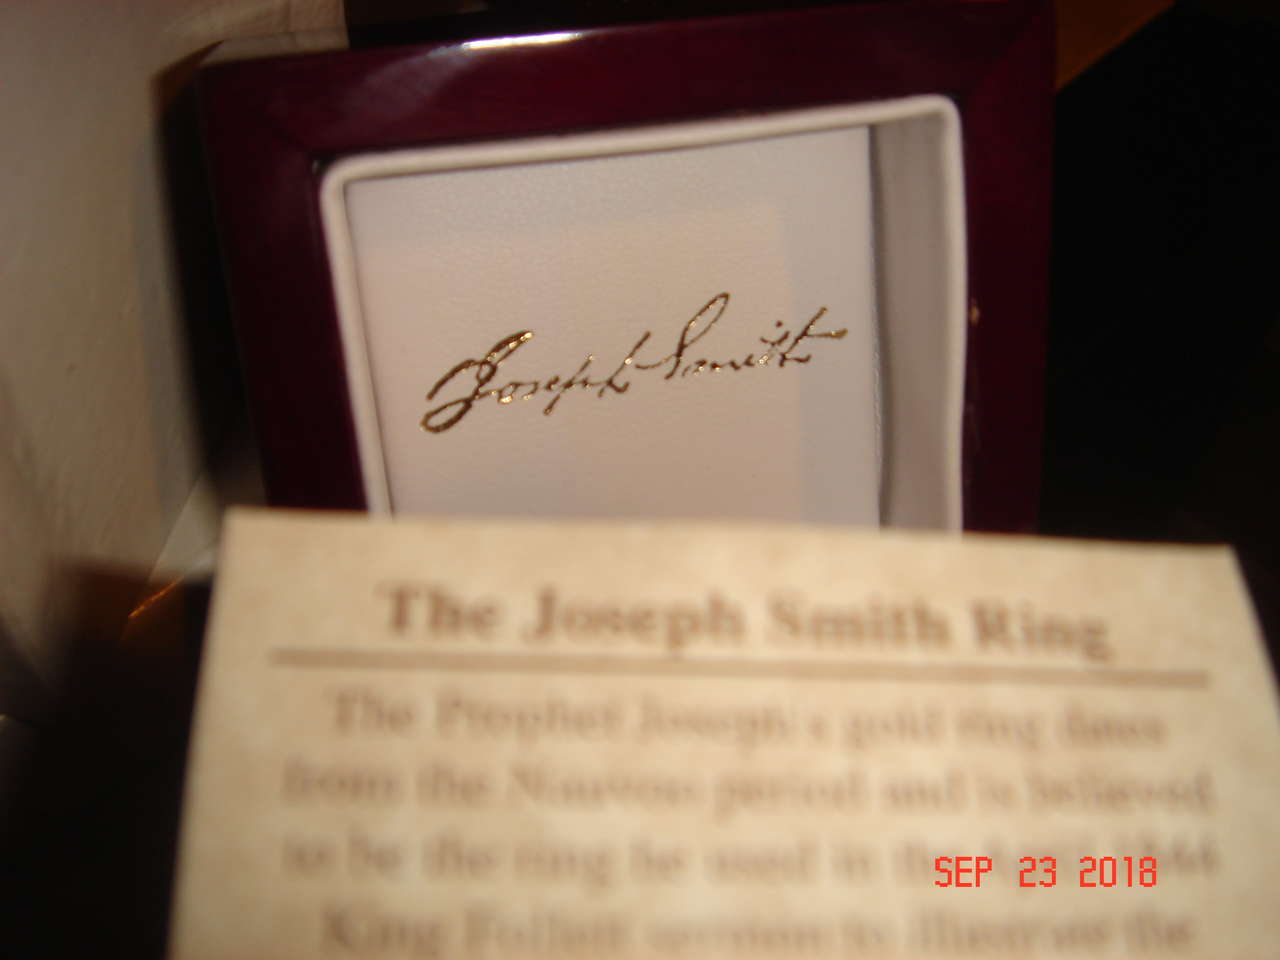 Joseph Smith
The Joseph Smith Ring
The Prophet Joseph's gold ring dates
from the Nauvoo period and is believed
to be the ring he used in the
King Follett sermon to illustrate the
SEP 23 2018